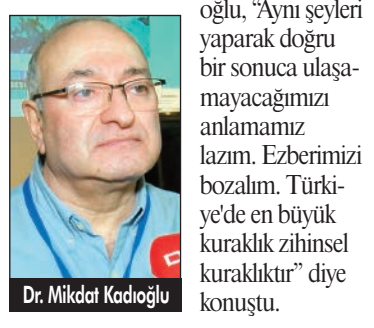 oğlu, “Aynı şeyleri
yaparak doğru
bir sonuca ulaşa-
mayacağımızı
anlamamız
lazım. Ezberimizi
bozalım. Türki-
ye'de en büyük
kuraklık zihinsel
kuraklıktır” diye
konuştu.
Dr. Mikdat Kadıoğlu